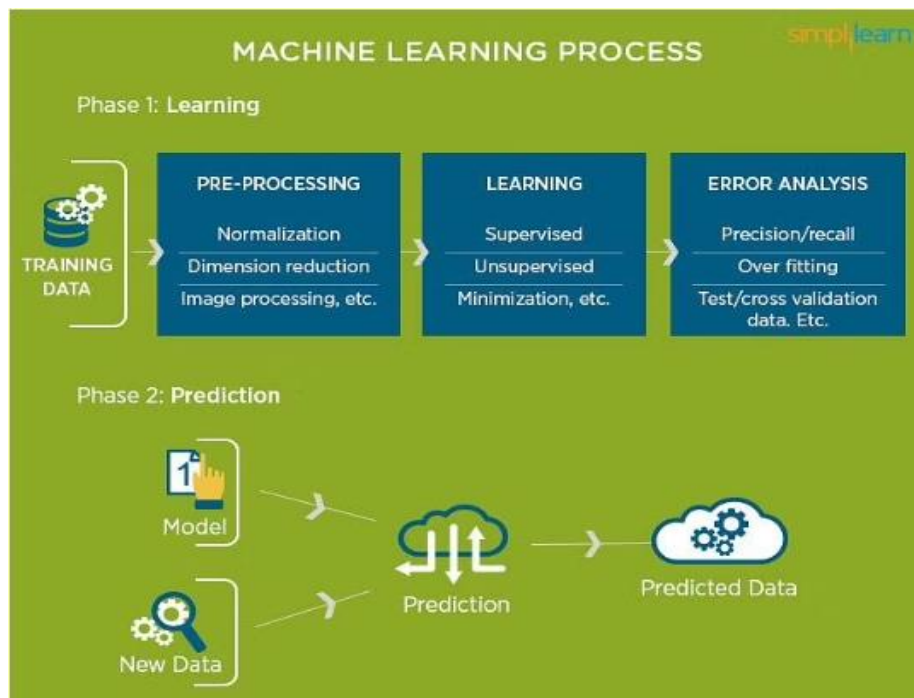 simplilearn
MACHINE LEARNING PROCESS
Phase 1: Learning
TRAINING
DATA
PRE-PROCESSING
Normalization
Dimension reduction
Image processing, etc.
LEARNING
Supervised
Unsupervised
Minimization, etc.
ERROR ANALYSIS
Precision/recall
Over fitting
Test/cross validation
data. Etc.
Phase 2: Prediction
1
Model
New Data
Prediction
Predicted Data